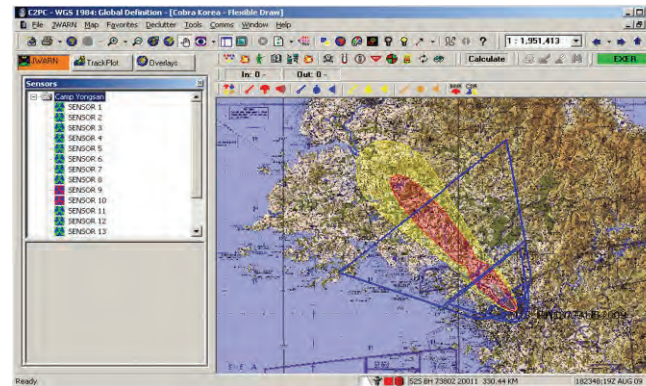 C2PC - WGS 1984: Global Definition - [Cobra Korea - Flexible Draw]
File JWARN Map Favorites Declutter Tools Comms Window Help
1 : 1,951,413
JWARN TrackPlot Overlays
Calculate EXER
In: 0 - Out: 0 -
Sensors
Camp Yongsan
SENSOR 1
SENSOR 2
SENSOR 3
SENSOR 4
SENSOR 5
SENSOR 6
SENSOR 7
SENSOR 8
SENSOR 9
SENSOR 10
SENSOR 11
SENSOR 12
SENSOR 13
Ready
52S BH 73802 20011 330.44 KM
182348:19Z AUG 09